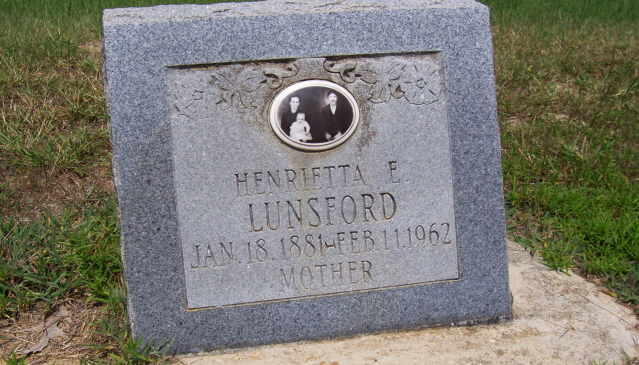 HENRIETTA E.
LUNSFORD
JAN. 18, 1881-FEB. 11, 1962
MOTHER